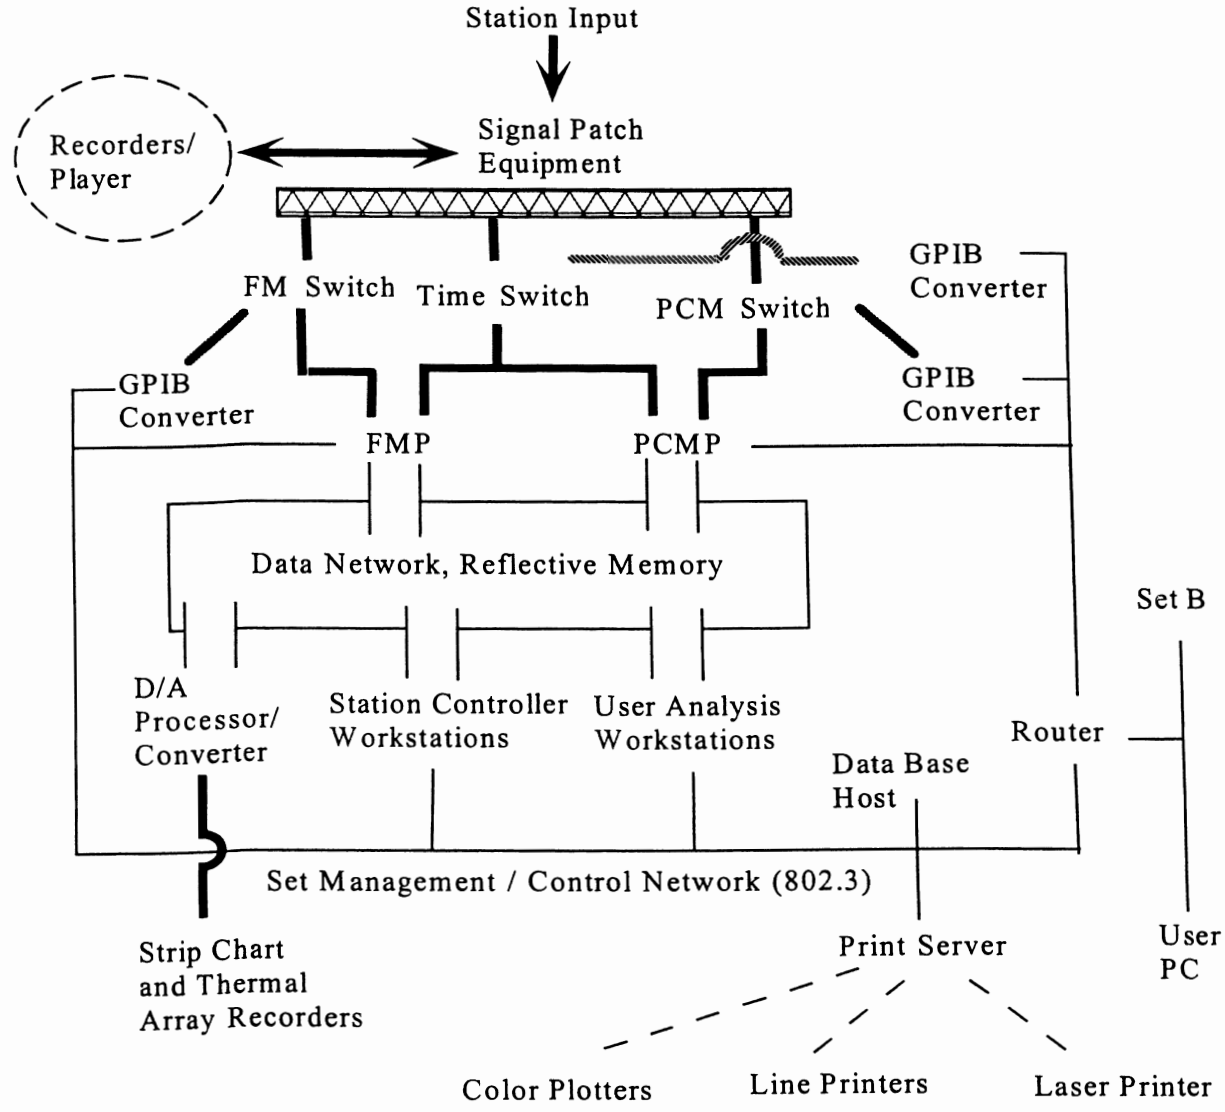 Station Input
Signal Patch
Equipment
Recorders/
Player
GPIB
Converter
FM Switch
Time Switch
PCM Switch
GPIB
Converter
GPIB
Converter
FMP
PCMP
Data Network, Reflective Memory
Set B
D/A
Processor/
Converter
Station Controller
Workstations
User Analysis
Workstations
Router
Data Base
Host
Set Management / Control Network (802.3)
Strip Chart
and Thermal
Array Recorders
Print Server
User
PC
Color Plotters
Line Printers
Laser Printer